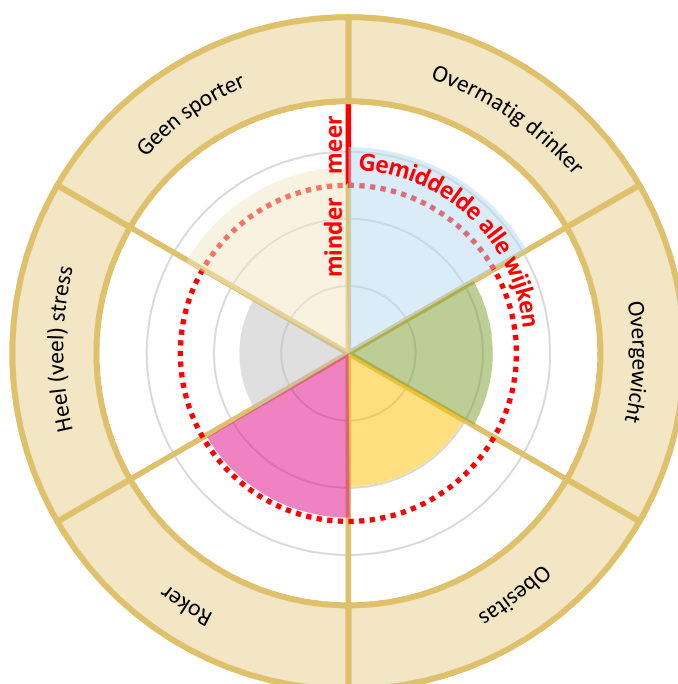 Geen sporter
Overmatig drinker
meer
Gemiddelde alle wijken
minder
Heel (veel) stress
Overgewicht
Roker
Obesitas